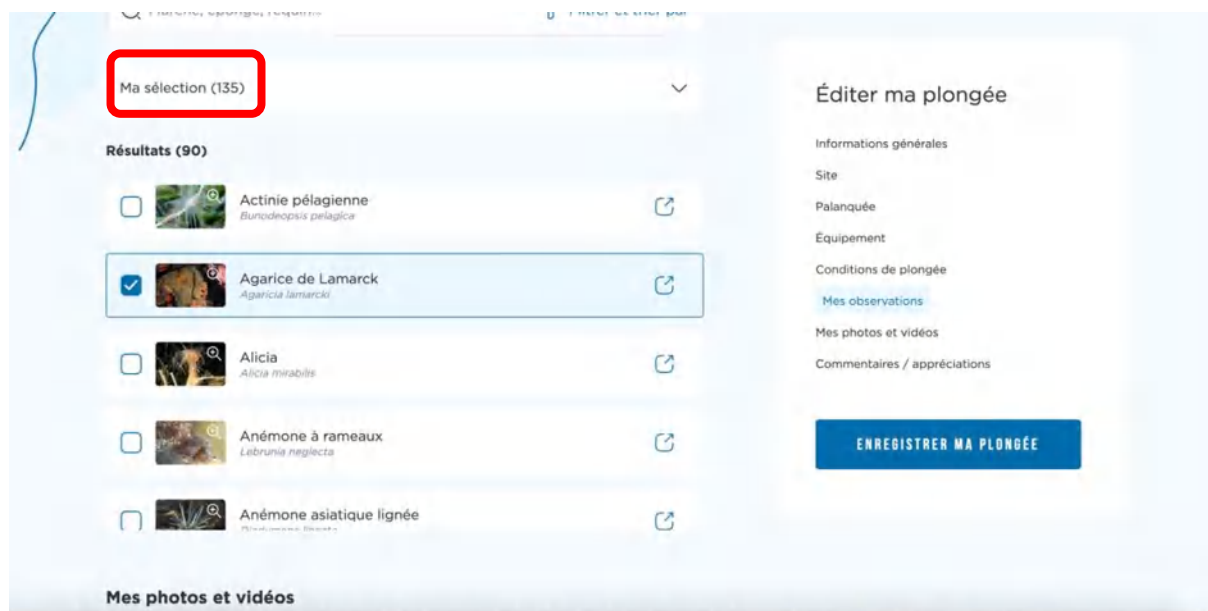 Ma sélection (135)
Résultats (90)
Actinie pélagienne
Bunodeopsis pelagica
Agarice de Lamarck
Agaricia lamarcki
Alicia
Alicia mirabilis
Anémone à rameaux
Lebrunia neglecta
Anémone asiatique lignée
Mes photos et vidéos
Éditer ma plongée
Informations générales
Site
Palanquée
Équipement
Conditions de plongée
Mes observations
Mes photos et vidéos
Commentaires / appréciations
ENREGISTRER MA PLONGÉE